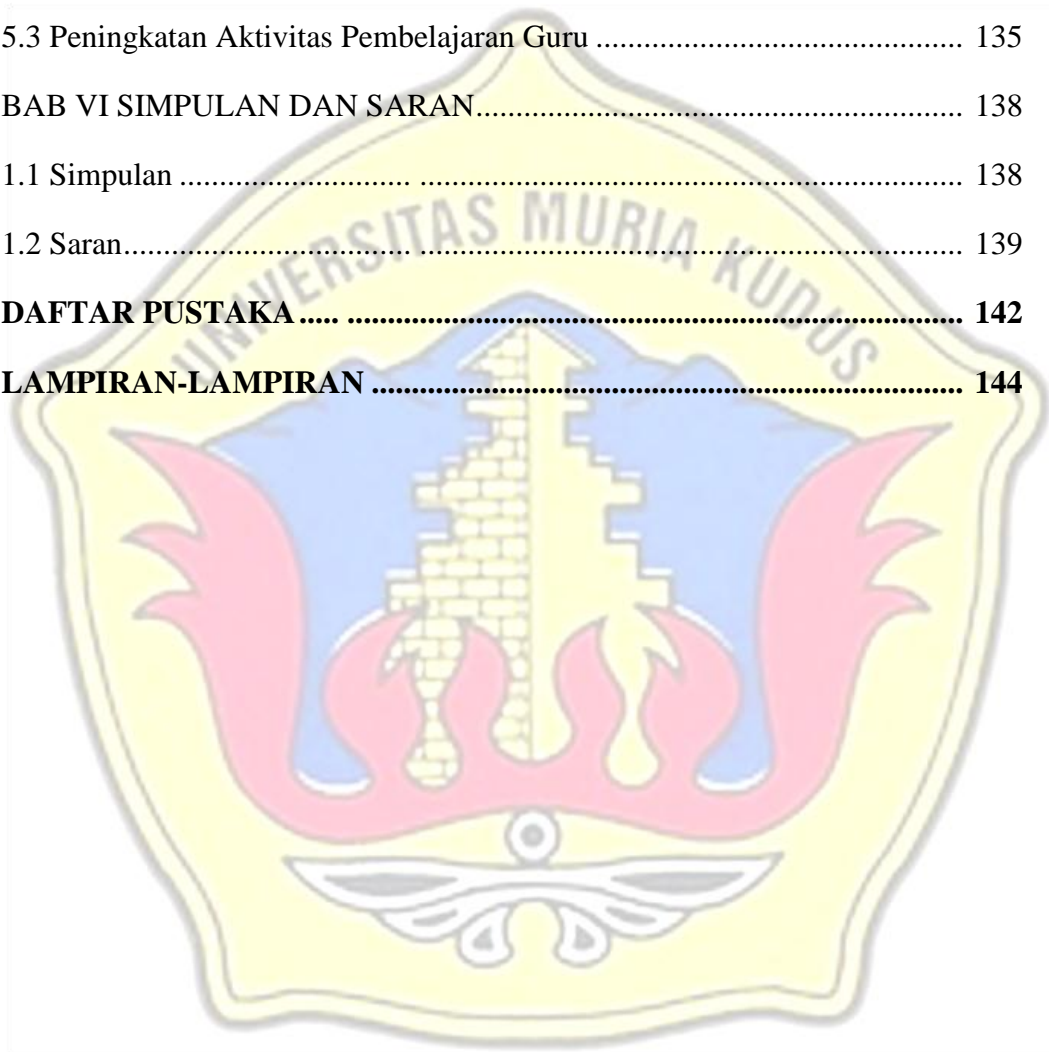 5.3 Peningkatan Aktivitas Pembelajaran Guru ............................................. 135
BAB VI SIMPULAN DAN SARAN............................................................ 138
1.1 Simpulan ............................ .................................................................. 138
1.2 Saran................................... .................................................................. 139
DAFTAR PUSTAKA..... ........................................................................... 142
LAMPIRAN-LAMPIRAN ........................................................................ 144
UNIVERSITAS MURIA KUDUS